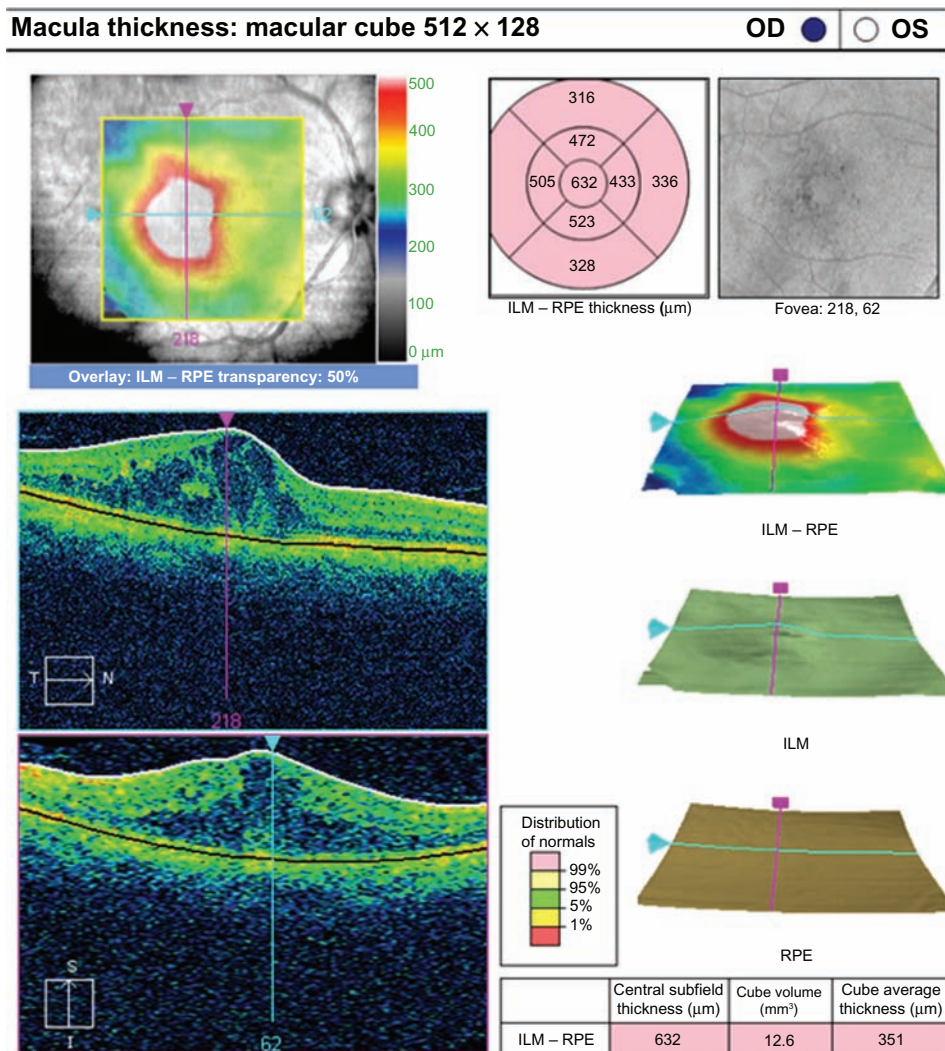 Macula thickness: macular cube 512 × 128
OD OS
500
400
300
200
100
0 µm
62
218
Overlay: ILM – RPE transparency: 50%
316
472
505 632 433 336
523
328
ILM – RPE thickness (µm)
Fovea: 218, 62
ILM – RPE
T N
218
ILM
S
I
62
Distribution
of normals
99%
95%
5%
1%
RPE
Central subfield
thickness (µm)
Cube volume
(mm³)
Cube average
thickness (µm)
ILM – RPE 632 12.6 351